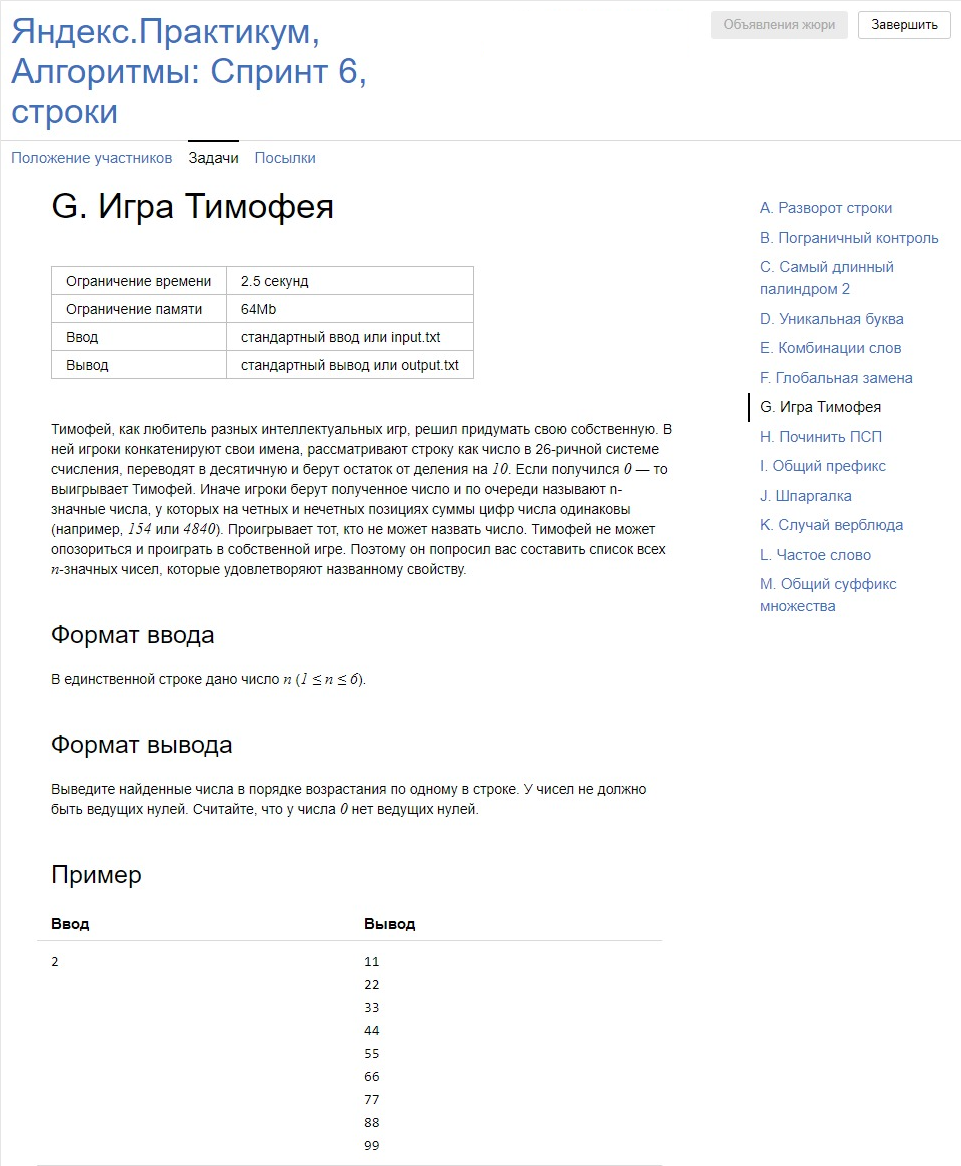 Яндекс.Практикум,
Алгоритмы: Спринт 6,
строки
Объявления жюри
Завершить
Положение участников
Задачи
Посылки
G. Игра Тимофея
Ограничение времени 2.5 секунд
Ограничение памяти 64Mb
Ввод стандартный ввод или input.txt
Вывод стандартный вывод или output.txt
Тимофей, как любитель разных интеллектуальных игр, решил придумать свою собственную. В
ней игроки конкатенируют свои имена, рассматривают строку как число в 26-ричной системе
счисления, переводят в десятичную и берут остаток от деления на 10. Если получился 0 — то
выигрывает Тимофей. Иначе игроки берут полученное число и по очереди называют n-
значные числа, у которых на четных и нечетных позициях суммы цифр числа одинаковы
(например, 154 или 4840). Проигрывает тот, кто не может назвать число. Тимофей не может
опозориться и проиграть в собственной игре. Поэтому он попросил вас составить список всех
n-значных чисел, которые удовлетворяют названному свойству.
Формат ввода
В единственной строке дано число n (1 ≤ n ≤ 6).
Формат вывода
Выведите найденные числа в порядке возрастания по одному в строке. У чисел не должно
быть ведущих нулей. Считайте, что у числа 0 нет ведущих нулей.
Пример
Ввод Вывод
2 11
22
33
44
55
66
77
88
99
A. Разворот строки
B. Пограничный контроль
C. Самый длинный
палиндром 2
D. Уникальная буква
E. Комбинации слов
F. Глобальная замена
G. Игра Тимофея
H. Починить ПСП
I. Общий префикс
J. Шпаргалка
K. Случай верблюда
L. Частое слово
M. Общий суффикс
множества